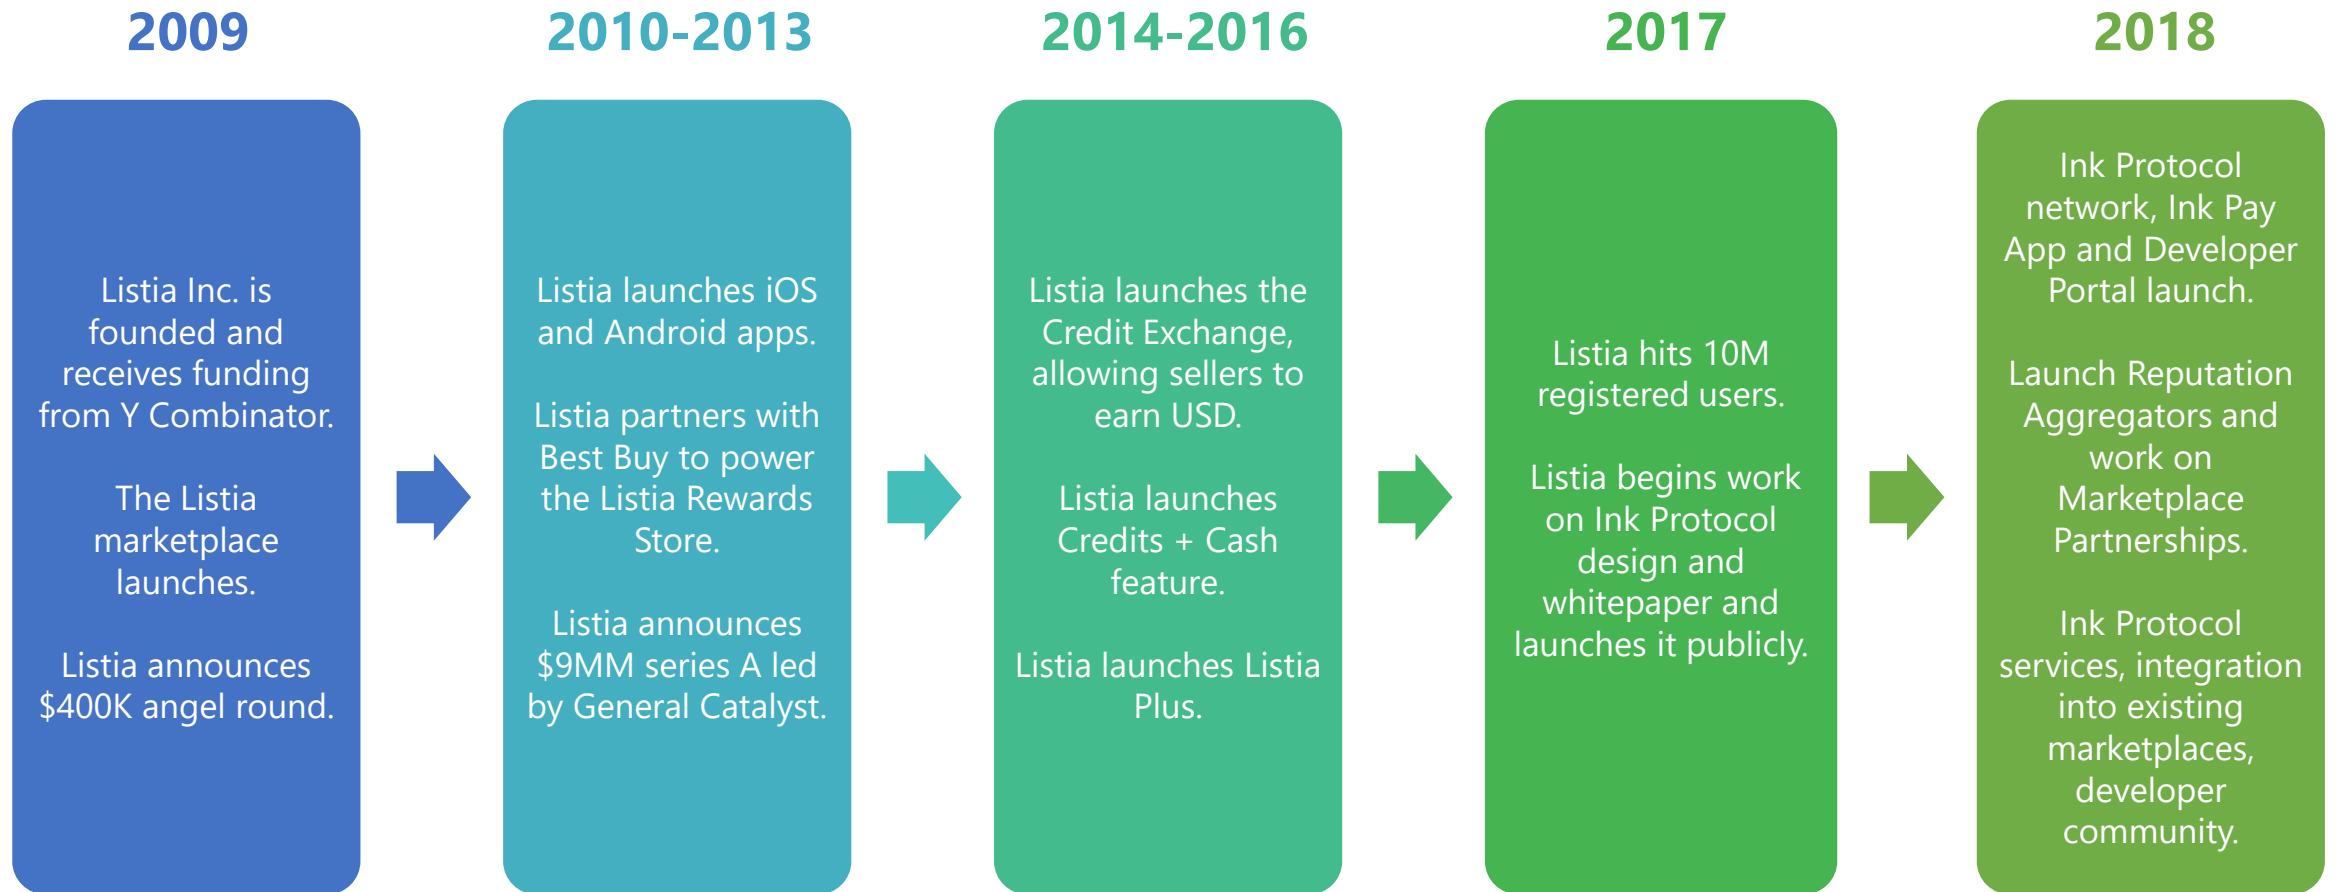 2009
Listia Inc. is
founded and
receives funding
from Y Combinator.
The Listia
marketplace
launches.
Listia announces
$400K angel round.
2010-2013
Listia launches iOS
and Android apps.
Listia partners with
Best Buy to power
the Listia Rewards
Store.
Listia announces
$9MM series A led
by General Catalyst.
2014-2016
Listia launches the
Credit Exchange,
allowing sellers to
earn USD.
Listia launches
Credits + Cash
feature.
Listia launches Listia
Plus.
2017
Listia hits 10M
registered users.
Listia begins work
on Ink Protocol
design and
whitepaper and
launches it publicly.
2018
Ink Protocol
network, Ink Pay
App and Developer
Portal launch.
Launch Reputation
Aggregators and
work on
Marketplace
Partnerships.
Ink Protocol
services, integration
into existing
marketplaces,
developer
community.